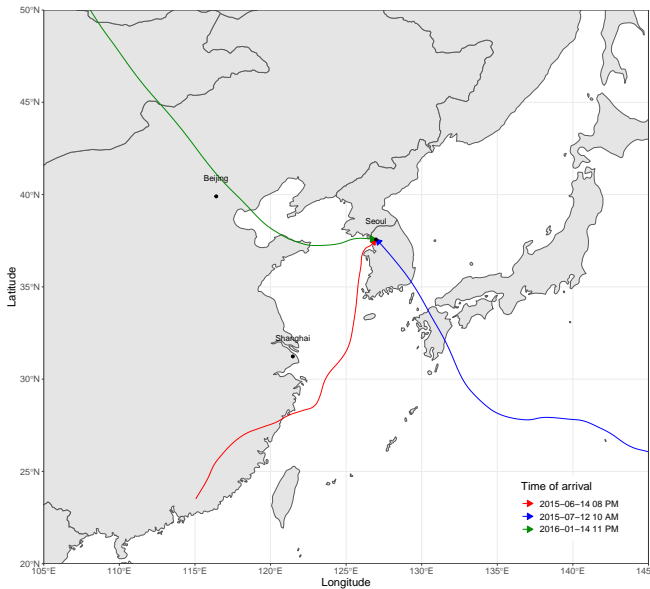 50°N
45°N
40°N
35°N
30°N
25°N
20°N
Latitude
Beijing
Seoul
Shanghai
Time of arrival
2015−06−14 08 PM
2015−07−12 10 AM
2016−01−14 11 PM
105°E 110°E 115°E 120°E 125°E 130°E 135°E 140°E 145°E
Longitude